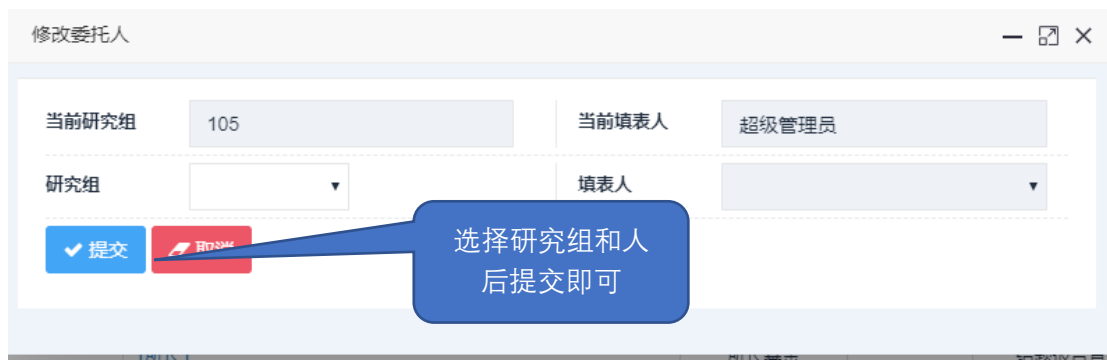 修改委托人
当前研究组 105 当前填表人 超级管理员
研究组 填表人
提交 取消
选择研究组和人
后提交即可